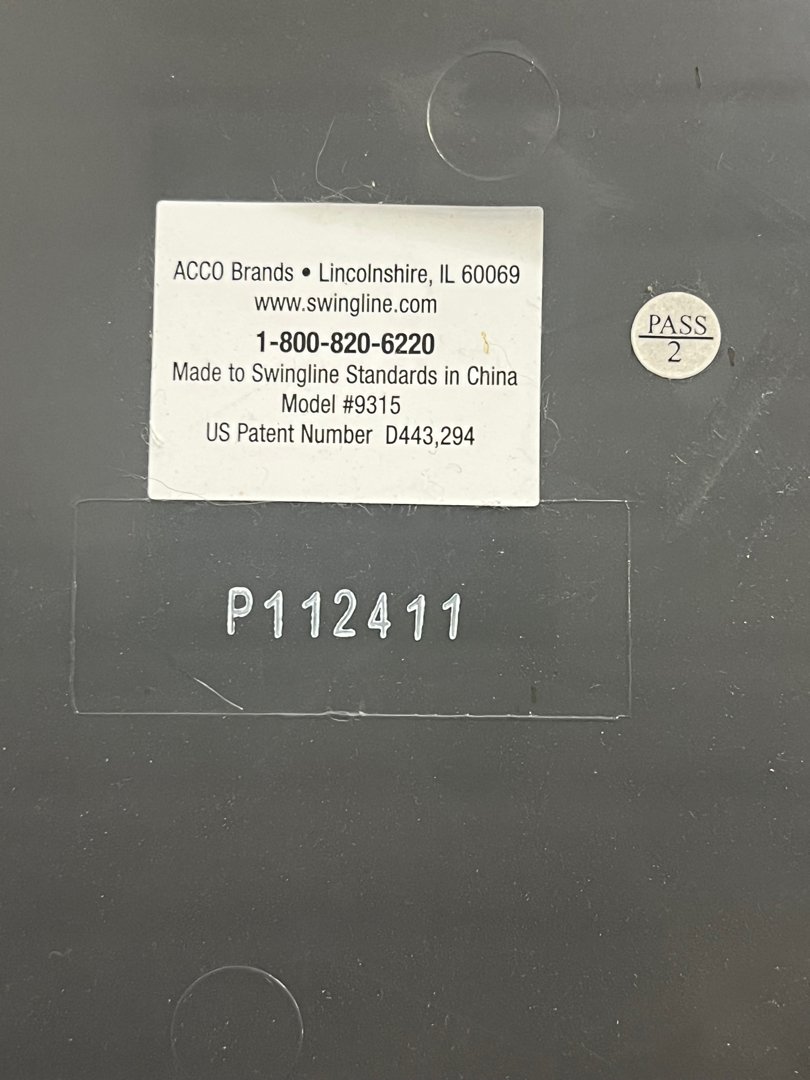 ACCO Brands • Lincolnshire, IL 60069
www.swingline.com
1-800-820-6220
Made to Swingline Standards in China
Model #9315
US Patent Number D443,294
PASS
2
P112411